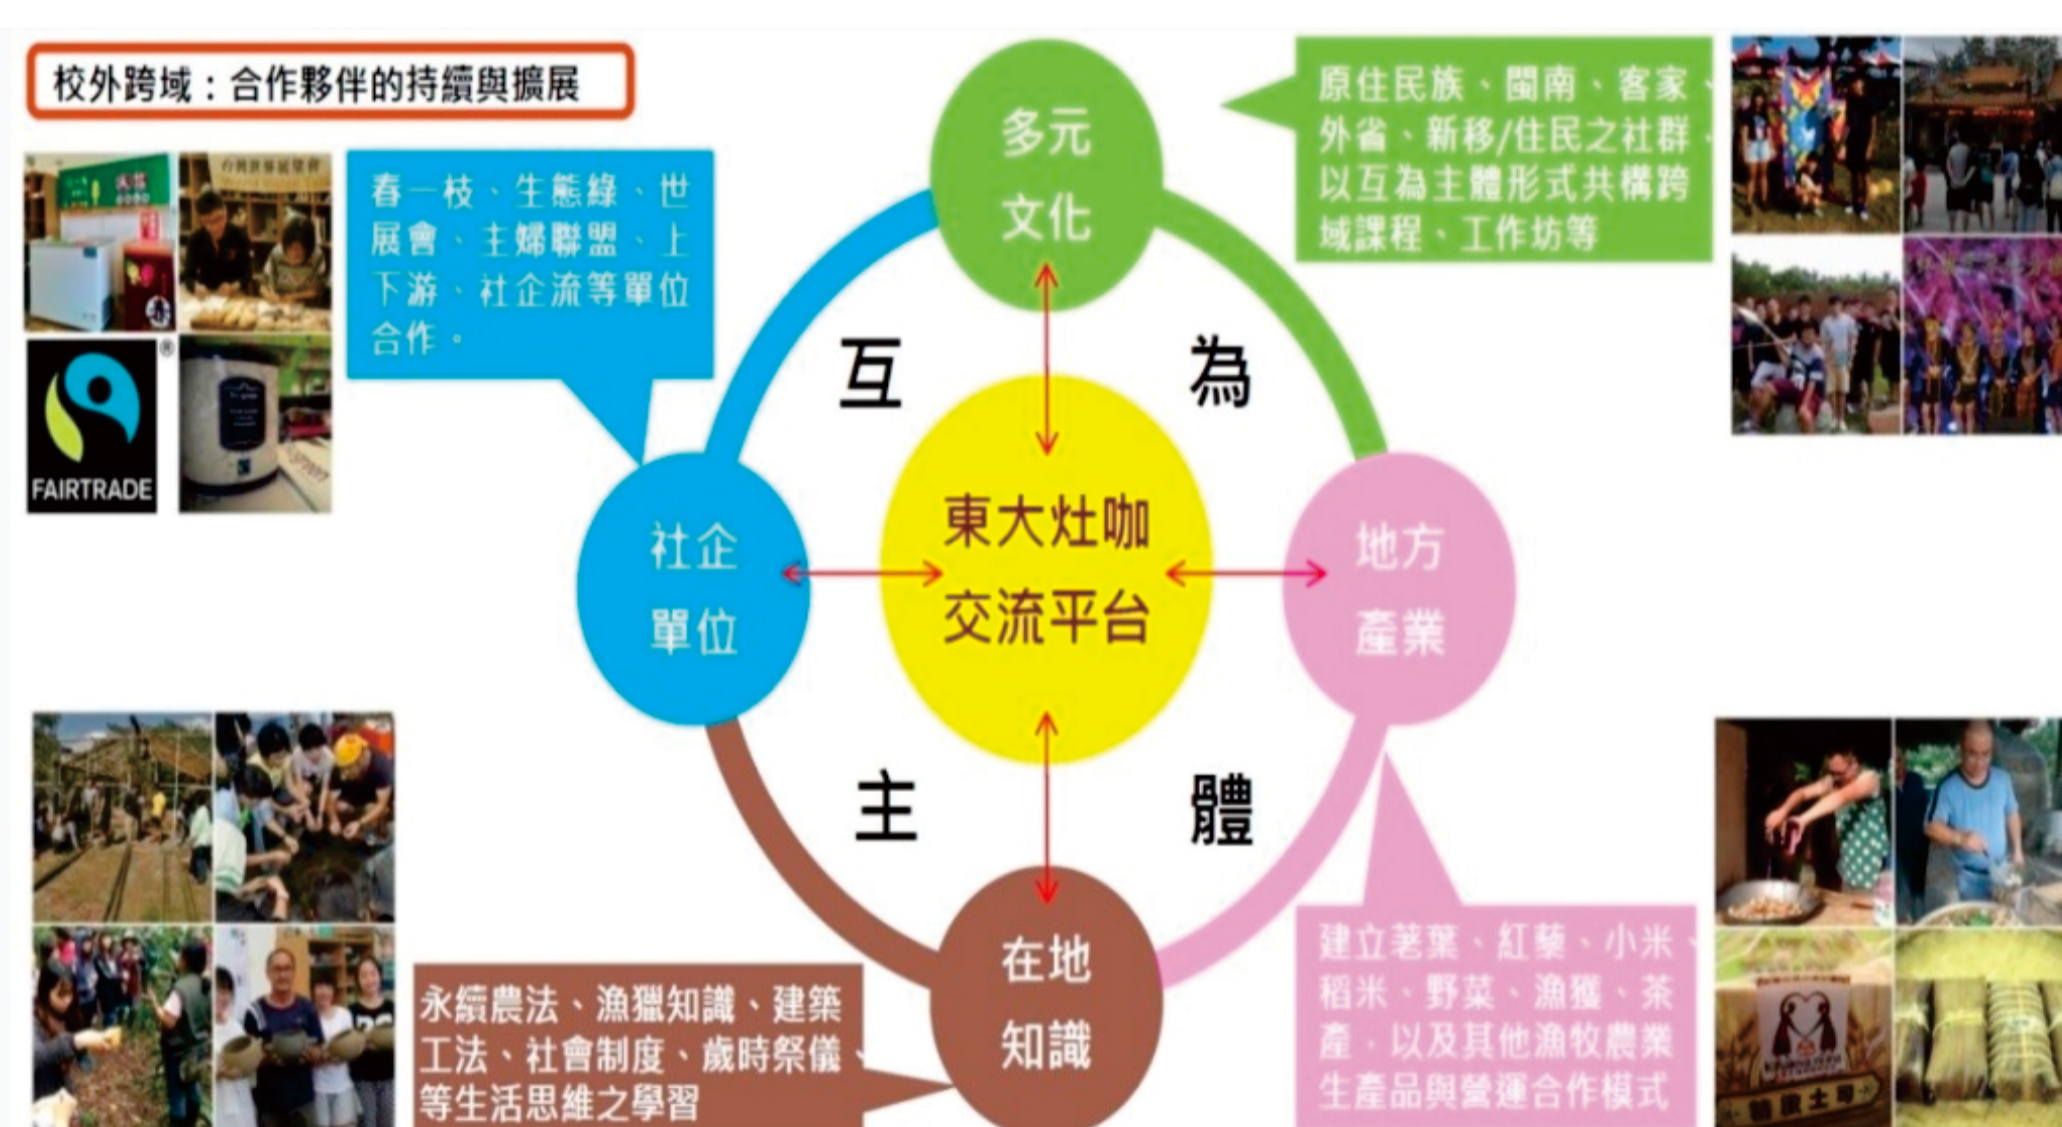 校外跨域：合作夥伴的持續與擴展
春一枝、生態綠、世
展會、主婦聯盟、上
下游、社企流等單位
合作。
FAIRTRADE
®
多元
文化
原住民族、閩南、客家、
外省、新移/住民之社群，
以互為主體形式共構跨
域課程、工作坊等
互
為
社企
單位
東大灶咖
交流平台
地方
產業
主
體
在地
知識
永續農法、漁獵知識、建築
工法、社會制度、歲時祭儀、
等生活思維之學習
建立荖葉、紅藜、小米、
稻米、野菜、漁獲、茶
產，以及其他漁牧農業
生產品與營運合作模式